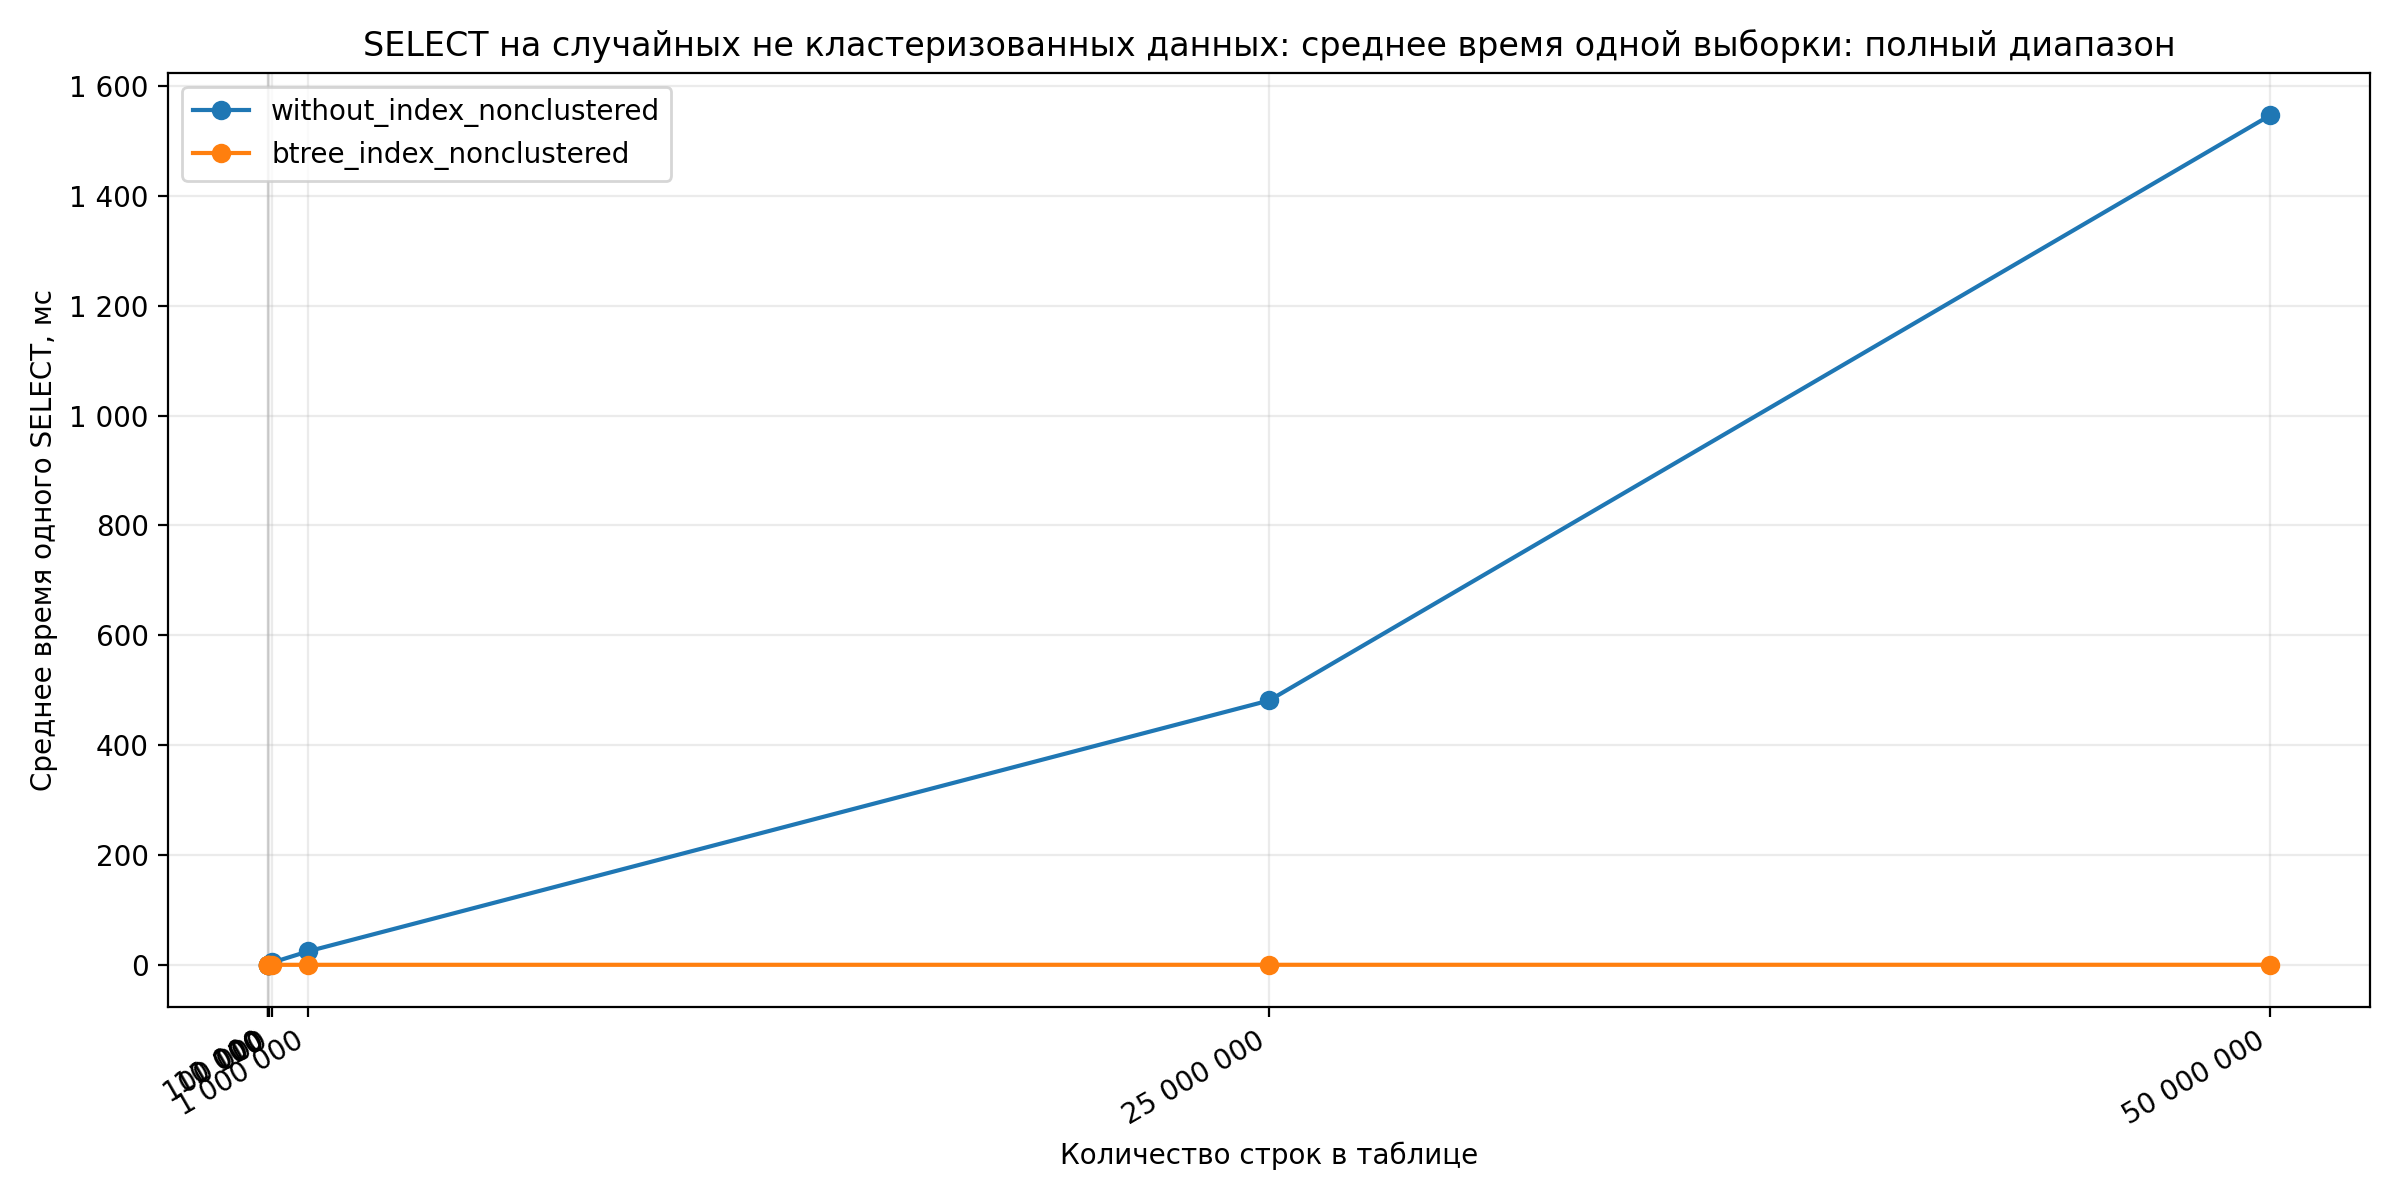 SELECT на случайных не кластеризованных данных: среднее время одной выборки: полный диапазон
without_index_nonclustered
btree_index_nonclustered
1 600
1 400
1 200
1 000
800
600
400
200
0
Среднее время одного SELECT, мс
1 000 000
25 000 000
50 000 000
Количество строк в таблице